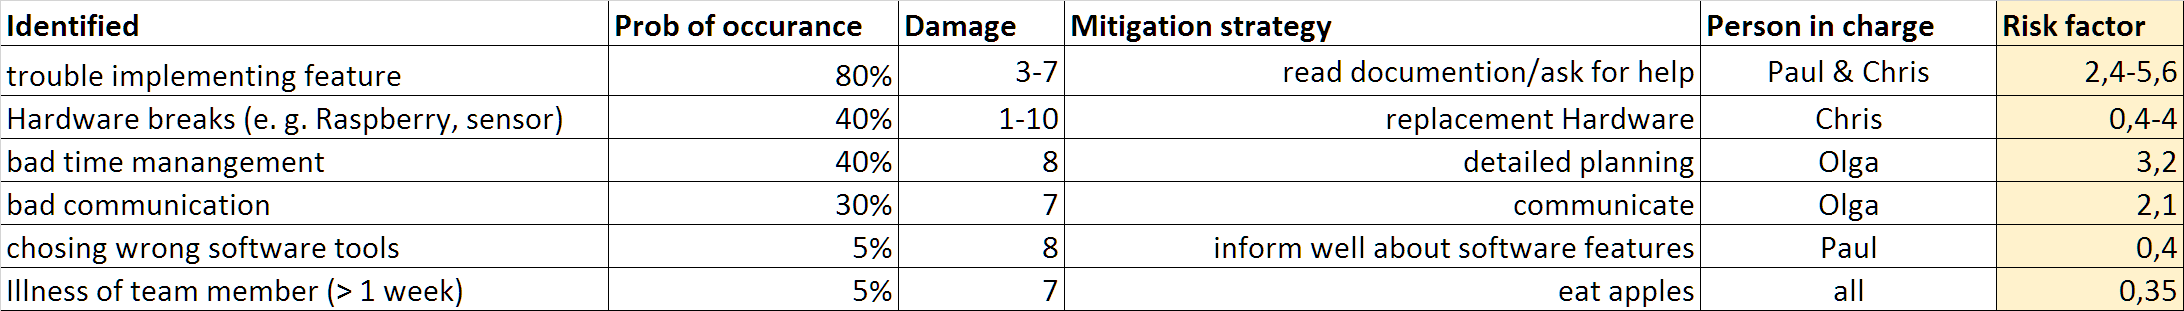 Identified Prob of occurance Damage Mitigation strategy Person in charge Risk factor
trouble implementing feature 80% 3-7 read documention/ask for help Paul & Chris 2,4-5,6
Hardware breaks (e. g. Raspberry, sensor) 40% 1-10 replacement Hardware Chris 0,4-4
bad time manangement 40% 8 detailed planning Olga 3,2
bad communication 30% 7 communicate Olga 2,1
chosing wrong software tools 5% 8 inform well about software features Paul 0,4
Illness of team member (> 1 week) 5% 7 eat apples all 0,35